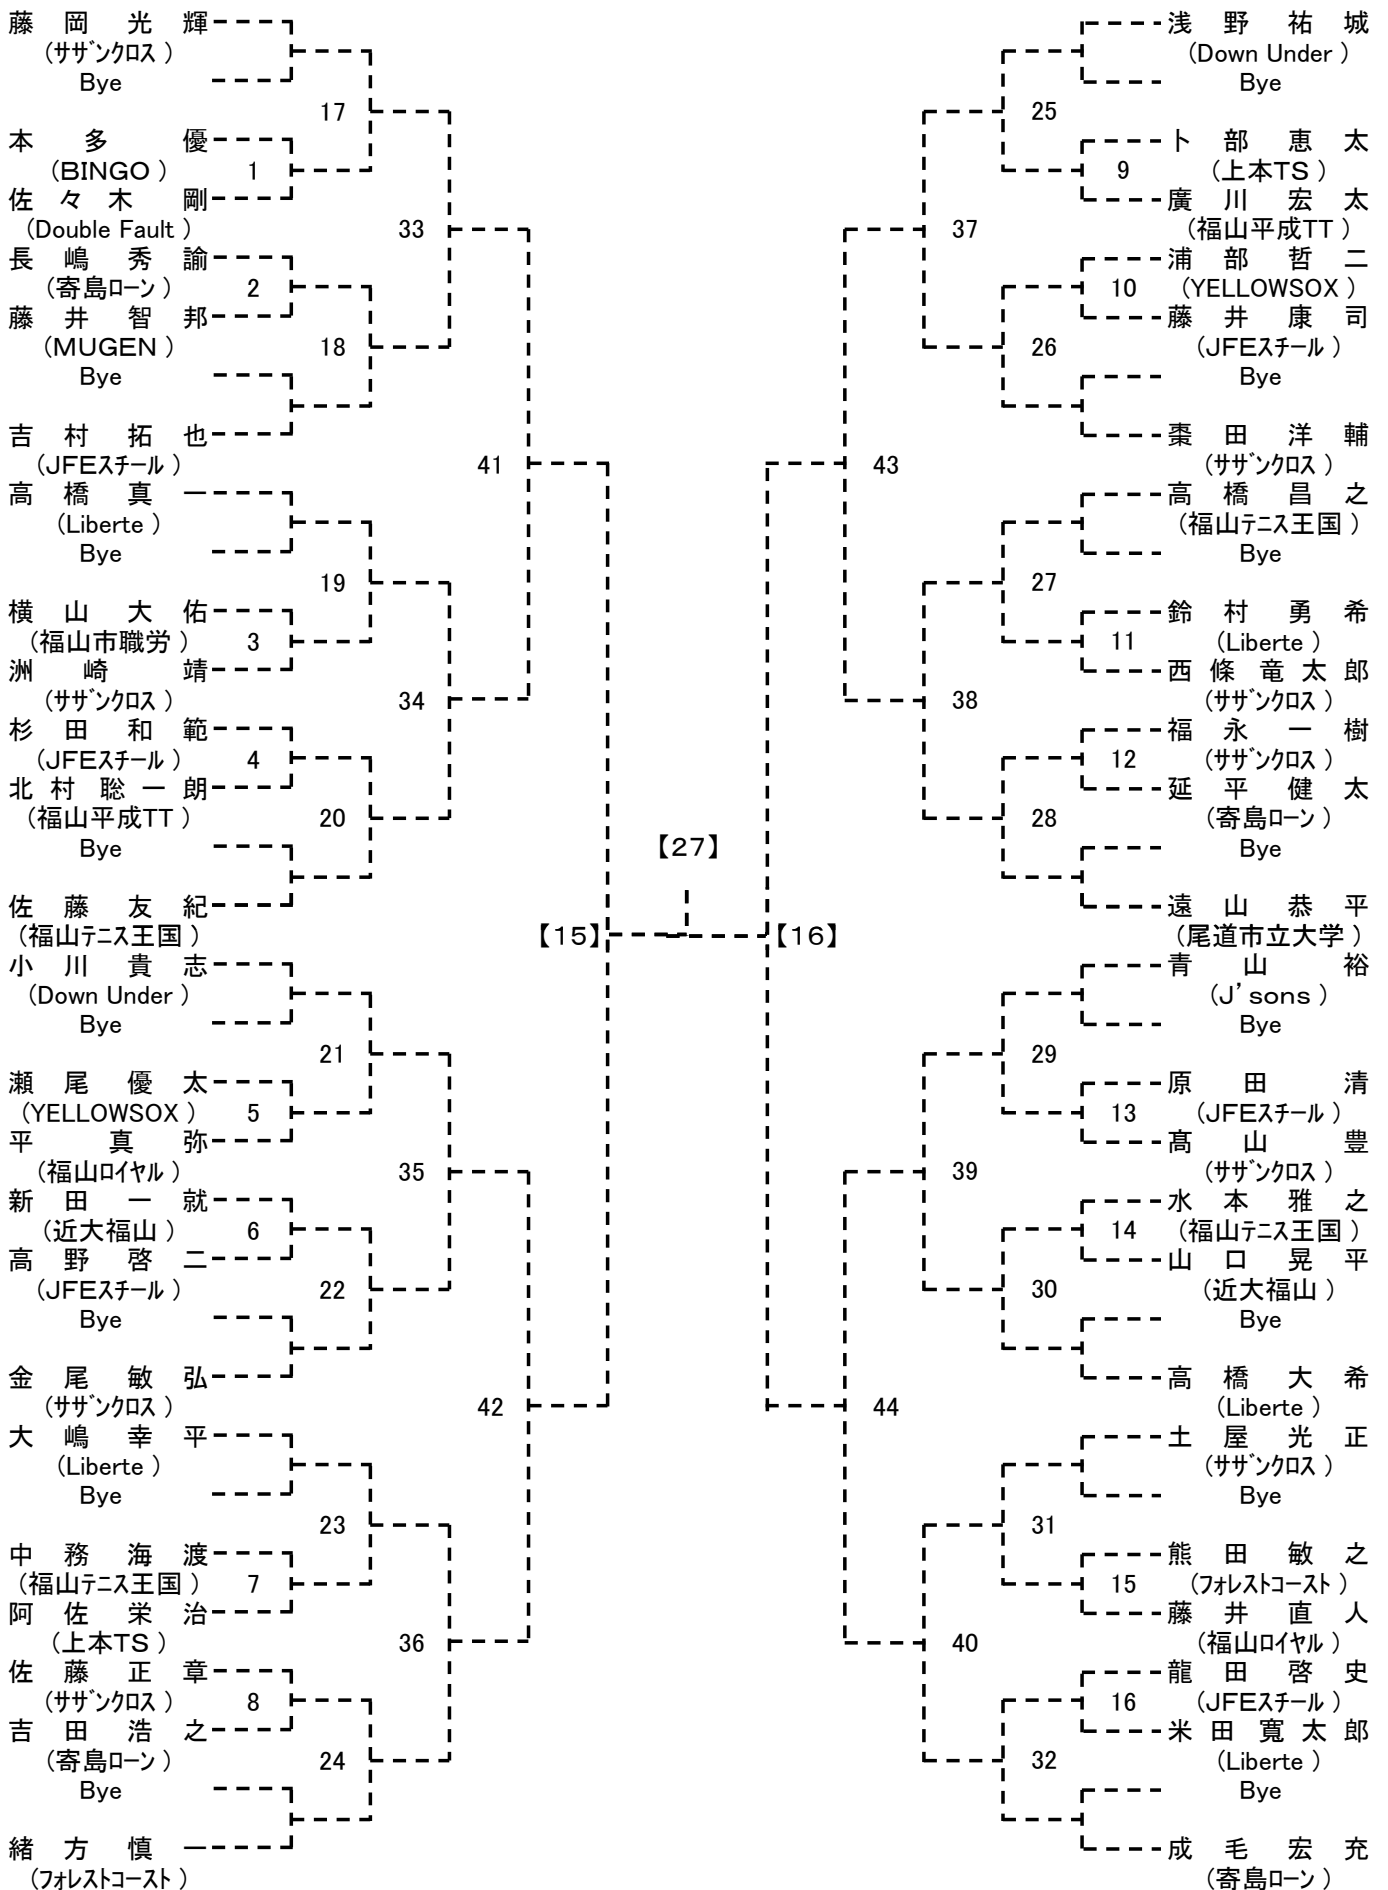 藤岡光輝
(ｻｻﾞﾝｸﾛｽ)
Bye
17
本多優
(BINGO)
1
佐々木剛
(Double Fault)
33
長嶋秀諭
(寄島ﾛｰﾝ)
2
藤井智邦
(MUGEN)
18
Bye
吉村拓也
(JFEｽﾁｰﾙ)
41
高橋真一
(Liberte)
Bye
19
横山大佑
(福山市職労)
3
洲崎靖
(ｻｻﾞﾝｸﾛｽ)
34
杉田和範
(JFEｽﾁｰﾙ)
4
北村聡一朗
(福山平成TT)
20
Bye
佐藤友紀
(福山ﾃﾆｽ王国)
【15】
小川貴志
(Down Under)
Bye
21
瀬尾優太
(YELLOWSOX)
5
平真弥
(福山ﾛｲﾔﾙ)
35
新田一就
(近大福山)
6
高野啓二
(JFEｽﾁｰﾙ)
22
Bye
金尾敏弘
(ｻｻﾞﾝｸﾛｽ)
42
大嶋幸平
(Liberte)
Bye
23
中務海渡
(福山ﾃﾆｽ王国)
7
阿佐栄治
(上本TS)
36
佐藤正章
(ｻｻﾞﾝｸﾛｽ)
8
吉田浩之
(寄島ﾛｰﾝ)
24
Bye
緒方慎一
(ﾌｫﾚｽﾄｺｰｽﾄ)
【27】
浅野祐城
(Down Under)
Bye
25
卜部恵太
9
(上本TS)
廣川宏太
(福山平成TT)
37
浦部哲二
10
(YELLOWSOX)
藤井康司
(JFEｽﾁｰﾙ)
26
Bye
棗田洋輔
(ｻｻﾞﾝｸﾛｽ)
43
高橋昌之
(福山ﾃﾆｽ王国)
Bye
27
鈴村勇希
11
(Liberte)
西條竜太郎
(ｻｻﾞﾝｸﾛｽ)
38
福永一樹
12
(ｻｻﾞﾝｸﾛｽ)
延平健太
(寄島ﾛｰﾝ)
28
Bye
遠山恭平
(尾道市立大学)
【16】
青山裕
(J'sons)
Bye
29
原田清
13
(JFEｽﾁｰﾙ)
髙山豊
(ｻｻﾞﾝｸﾛｽ)
39
水本雅之
14
(福山ﾃﾆｽ王国)
山口晃平
(近大福山)
30
Bye
高橋大希
(Liberte)
44
土屋光正
(ｻｻﾞﾝｸﾛｽ)
Bye
31
熊田敏之
15
(ﾌｫﾚｽﾄｺｰｽﾄ)
藤井直人
(福山ﾛｲﾔﾙ)
40
龍田啓史
16
(JFEｽﾁｰﾙ)
米田寛太郎
(Liberte)
32
Bye
成毛宏充
(寄島ﾛｰﾝ)